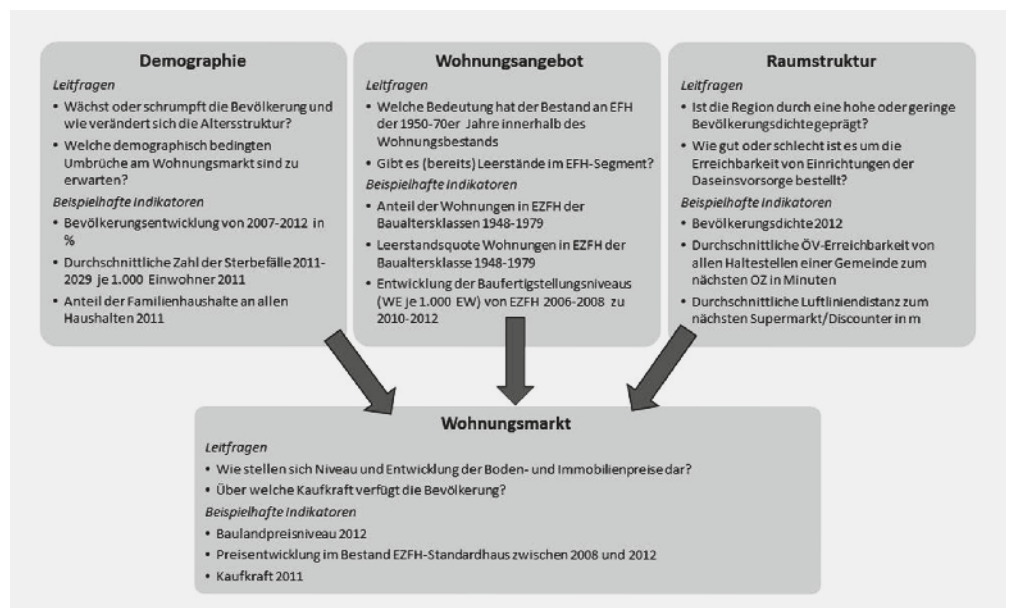 Demographie
Leitfragen
• Wächst oder schrumpft die Bevölkerung und
wie verändert sich die Altersstruktur?
• Welche demographisch bedingten
Umbrüche am Wohnungsmarkt sind zu
erwarten?
Beispielhafte Indikatoren
• Bevölkerungsentwicklung von 2007-2012 in
%
• Durchschnittliche Zahl der Sterbefälle 2011-
2029 je 1.000 Einwohner 2011
• Anteil der Familienhaushalte an allen
Haushalten 2011
Wohnungsangebot
Leitfragen
• Welche Bedeutung hat der Bestand an EFH
der 1950-70er Jahre innerhalb des
Wohnungsbestands
• Gibt es (bereits) Leerstände im EFH-Segment?
Beispielhafte Indikatoren
• Anteil der Wohnungen in EZFH der
Baualtersklassen 1948-1979
• Leerstandsquote Wohnungen in EZFH der
Baualtersklasse 1948-1979
• Entwicklung des Baufertigstellungsniveaus
(WE je 1.000 EW) von EZFH 2006-2008 zu
2010-2012
Raumstruktur
Leitfragen
• Ist die Region durch eine hohe oder geringe
Bevölkerungsdichte geprägt?
• Wie gut oder schlecht ist es um die
Erreichbarkeit von Einrichtungen der
Daseinsvorsorge bestellt?
Beispielhafte Indikatoren
• Bevölkerungsdichte 2012
• Durchschnittliche ÖV-Erreichbarkeit von
allen Haltestellen einer Gemeinde zum
nächsten OZ in Minuten
• Durchschnittliche Luftliniendistanz zum
nächsten Supermarkt/Discounter in m
Wohnungsmarkt
Leitfragen
• Wie stellen sich Niveau und Entwicklung der Boden- und Immobilienpreise dar?
• Über welche Kaufkraft verfügt die Bevölkerung?
Beispielhafte Indikatoren
• Baulandpreisniveau 2012
• Preisentwicklung im Bestand EZFH-Standardhaus zwischen 2008 und 2012
• Kaufkraft 2011